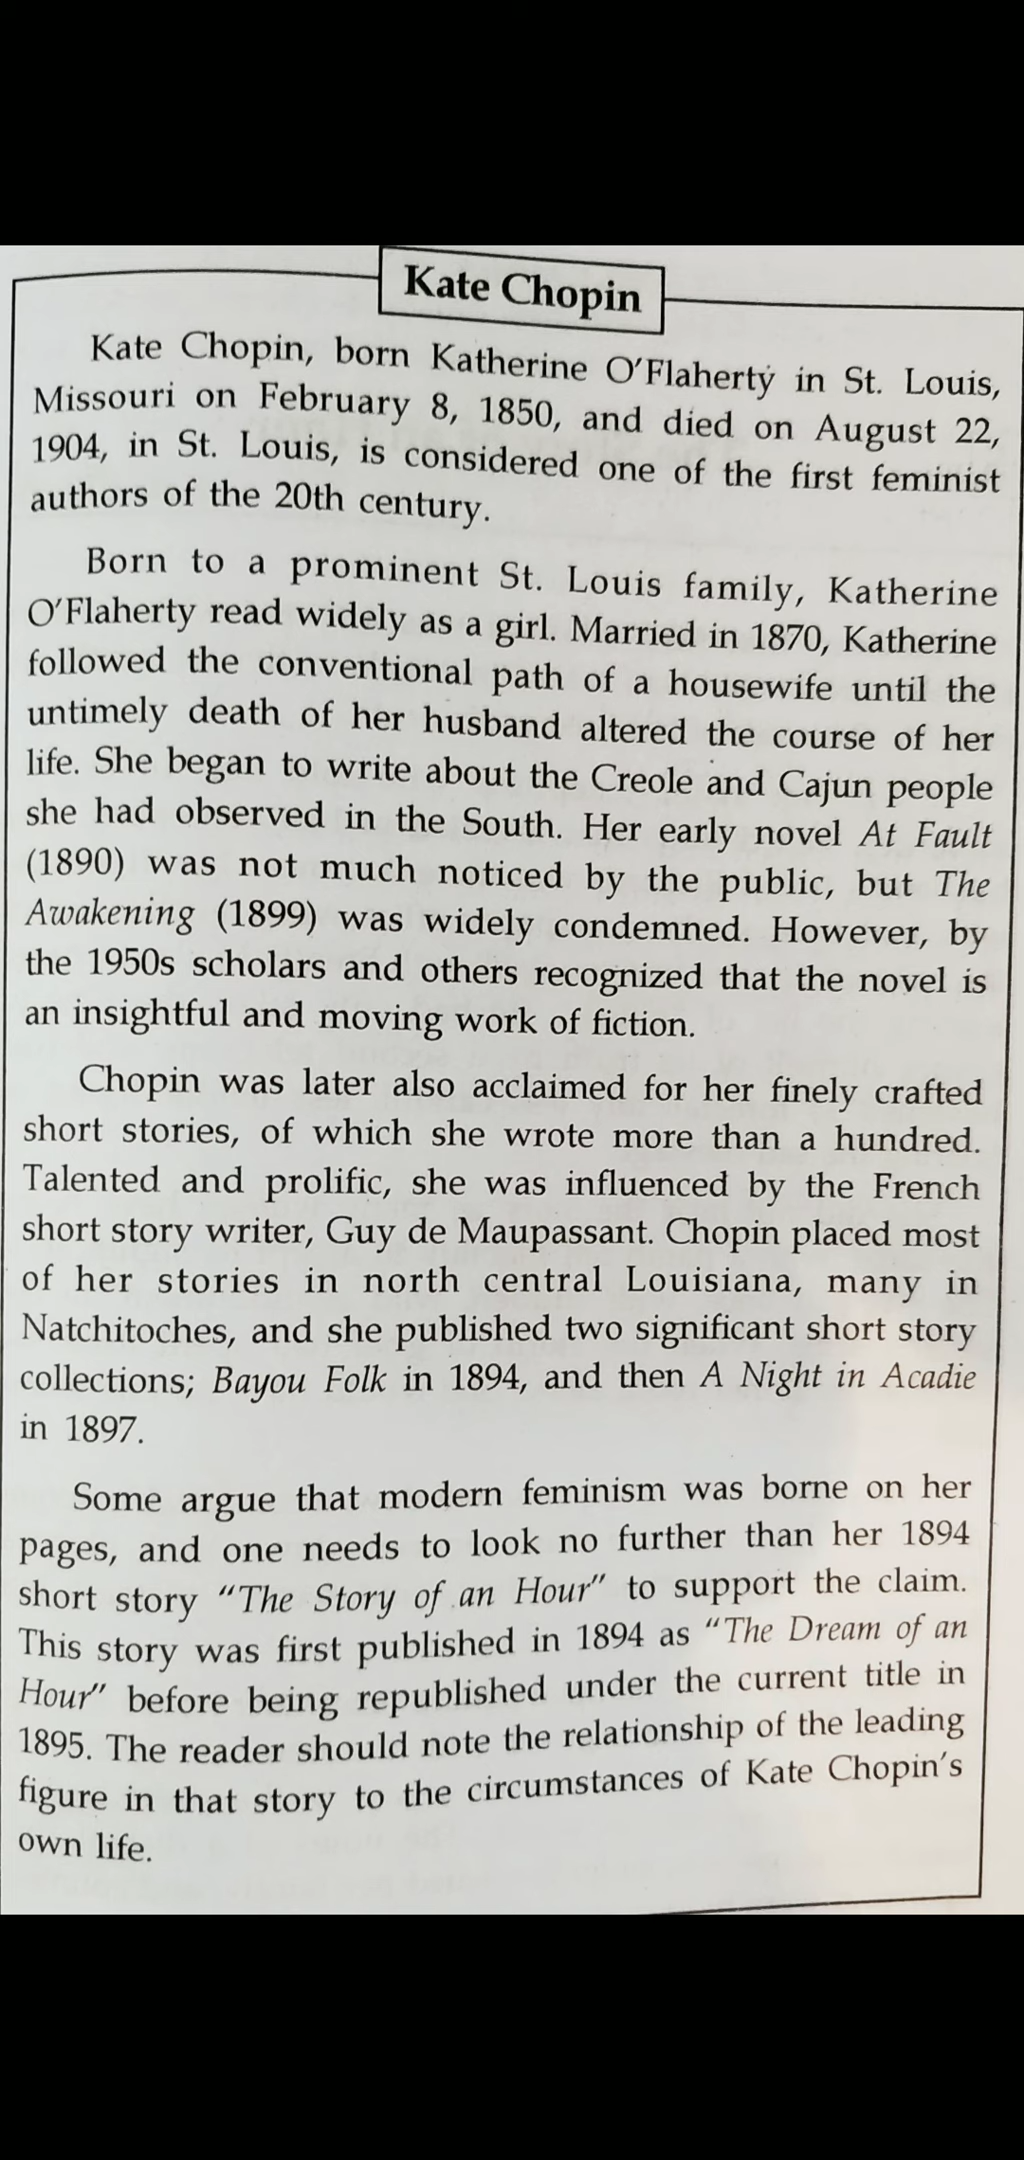 Kate Chopin
Kate Chopin, born Katherine O'Flaherty in St. Louis,
Missouri on February 8, 1850, and died on August 22,
1904, in St. Louis, is considered one of the first feminist
authors of the 20th century.
Born to a prominent St. Louis family, Katherine
O'Flaherty read widely as a girl. Married in 1870, Katherine
followed the conventional path of a housewife until the
untimely death of her husband altered the course of her
life. She began to write about the Creole and Cajun people
she had observed in the South. Her early novel At Fault
(1890) was not much noticed by the public, but The
Awakening (1899) was widely condemned. However, by
the 1950s scholars and others recognized that the novel is
an insightful and moving work of fiction.
Chopin was later also acclaimed for her finely crafted
short stories, of which she wrote more than a hundred.
Talented and prolific, she was influenced by the French
short story writer, Guy de Maupassant. Chopin placed most
of her stories in north central Louisiana, many in
Natchitoches, and she published two significant short story
collections; Bayou Folk in 1894, and then A Night in Acadie
in 1897.
Some argue that modern feminism was borne on her
pages, and one needs to look no further than her 1894
short story "The Story of an Hour" to support the claim.
This story was first published in 1894 as "The Dream of an
Hour" before being republished under the current title in
1895. The reader should note the relationship of the leading
figure in that story to the circumstances of Kate Chopin's
own life.